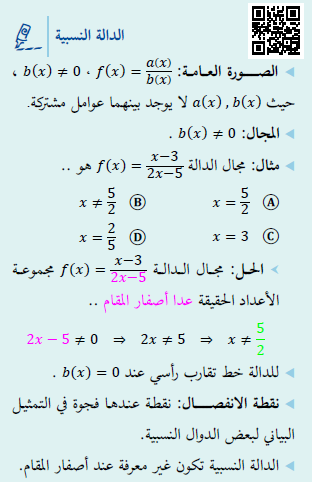 الدالة النسبية
الصورة العامة: f(x) = a(x)/b(x) ، b(x) ≠ 0 ،
حيث a(x) , b(x) لا يوجد بينهما عوامل مشتركة.
المجال: b(x) ≠ 0 .
مثال: مجال الدالة f(x) = x−3/2x−5 هو ..
A x = 5/2 B x ≠ 5/2
C x = 3 D x = 2/5
الحل: مجال الدالة f(x) = x−3/2x−5 مجموعة
الأعداد الحقيقة عدا أصفار المقام ..
2x − 5 ≠ 0 ⇒ 2x ≠ 5 ⇒ x ≠ 5/2
للدالة خط تقارب رأسي عند b(x) = 0 .
نقطة الانفصال: نقطة عندها فجوة في التمثيل
البياني لبعض الدوال النسبية.
الدالة النسبية تكون غير معرفة عند أصفار المقام.